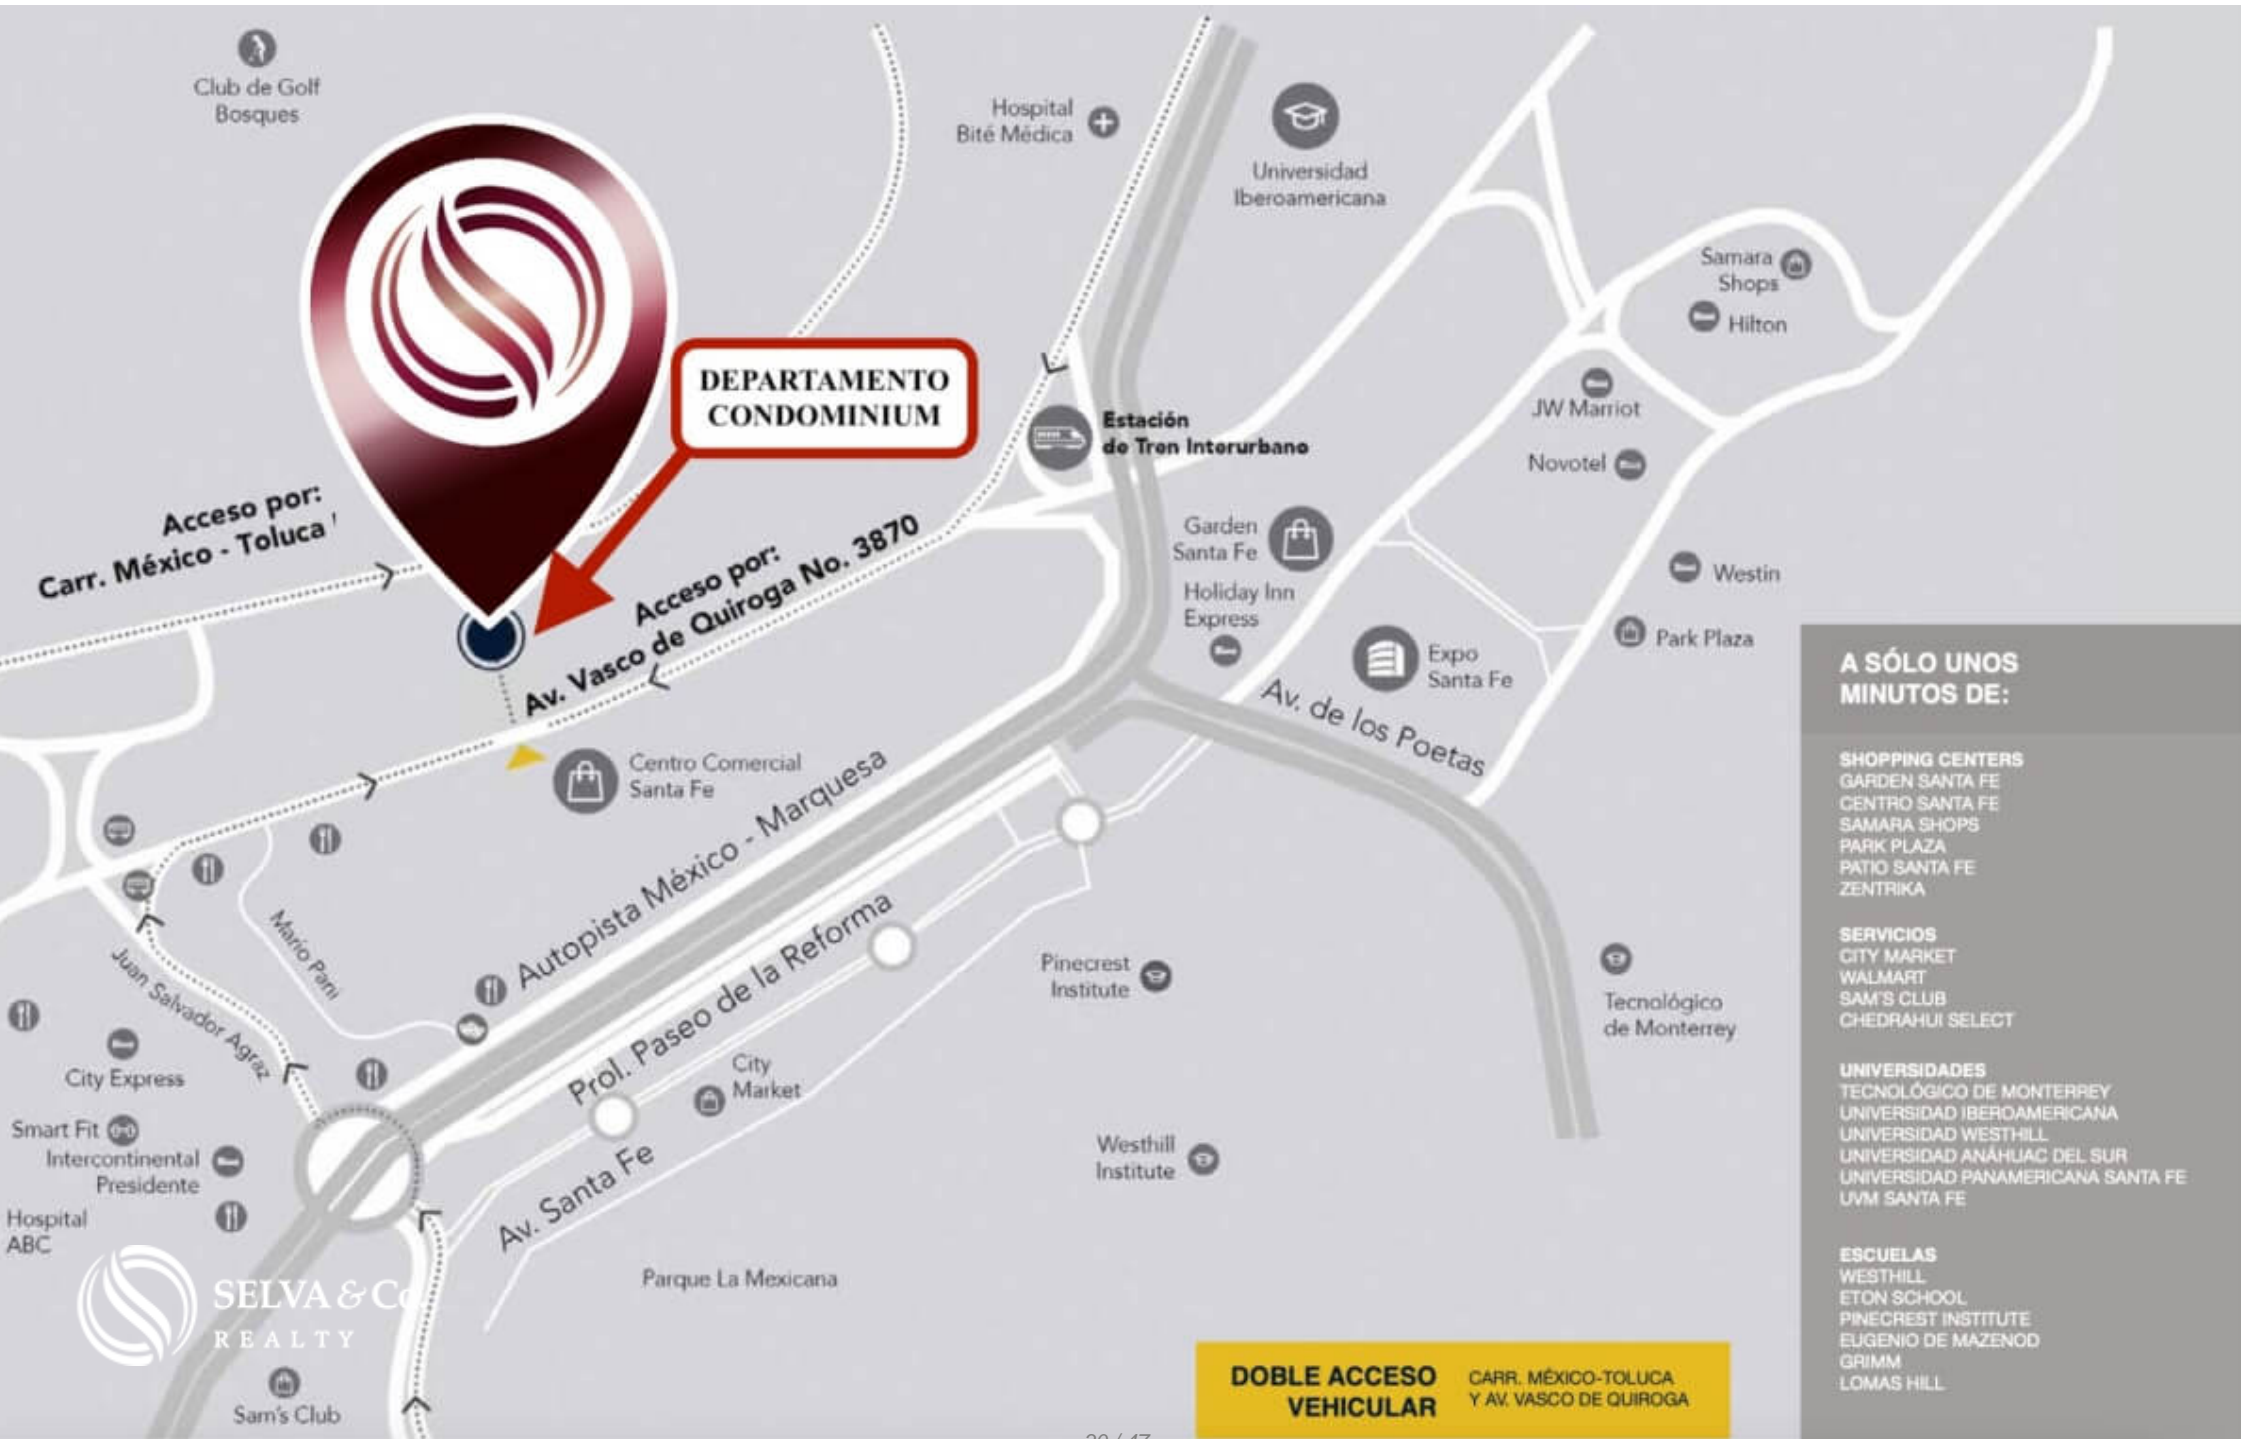 Club de Golf
Bosques
Hospital
Bité Médica
Universidad
Iberoamericana
Samara
Shops
Hilton
DEPARTAMENTO
CONDOMINIUM
JW Marriot
Estación
de Tren Interurbano
Novotel
Acceso por:
Carr. México - Toluca
Acceso por:
Av. Vasco de Quiroga No. 3870
Garden
Santa Fe
Holiday Inn
Express
Westin
Park Plaza
Expo
Santa Fe
Av. de los Poetas
Centro Comercial
Santa Fe
Autopista México - Marquesa
Prol. Paseo de la Reforma
Mario Pani
Juan Salvador Agraz
Pinecrest
Institute
Tecnológico
de Monterrey
City Express
City
Market
Smart Fit
Intercontinental
Presidente
Westhill
Institute
Av. Santa Fe
Hospital
ABC
Parque La Mexicana
SELVA & Co.
REALTY
Sam's Club
DOBLE ACCESO
VEHICULAR
CARR. MÉXICO-TOLUCA
Y AV. VASCO DE QUIROGA
A SÓLO UNOS
MINUTOS DE:
SHOPPING CENTERS
GARDEN SANTA FE
CENTRO SANTA FE
SAMARA SHOPS
PARK PLAZA
PATIO SANTA FE
ZENTRIKA
SERVICIOS
CITY MARKET
WALMART
SAM'S CLUB
CHEDRAHUI SELECT
UNIVERSIDADES
TECNOLÓGICO DE MONTERREY
UNIVERSIDAD IBEROAMERICANA
UNIVERSIDAD WESTHILL
UNIVERSIDAD ANÁHUAC DEL SUR
UNIVERSIDAD PANAMERICANA SANTA FE
UVM SANTA FE
ESCUELAS
WESTHILL
ETON SCHOOL
PINECREST INSTITUTE
EUGENIO DE MAZENOD
GRIMM
LOMAS HILL